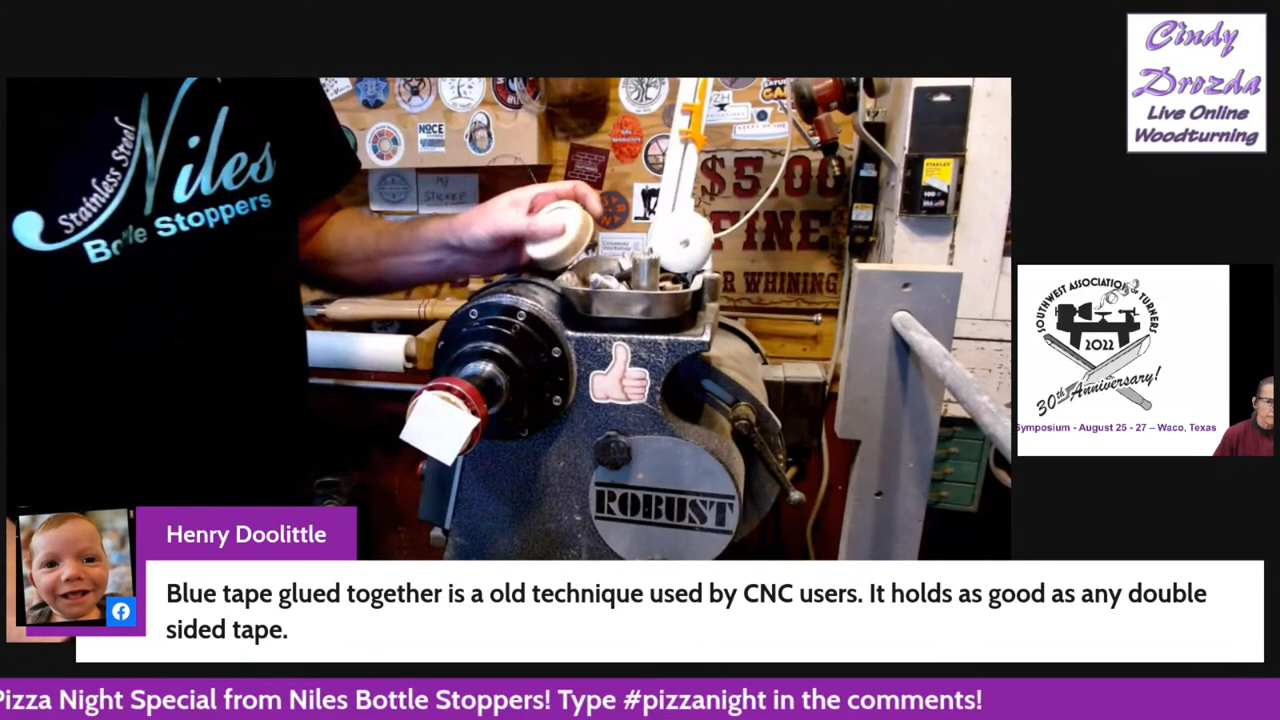 Cindy
Drozda
Live Online
Woodturning
Stainless Steel
Niles
Bottle Stoppers
NOCE
MY
STICKER
$5.00
FINE
R WHINING
ROBUST
SOUTHWEST ASSOCIATION OF TURNERS
2022
30th Anniversary!
Symposium - August 25 - 27 – Waco, Texas
Henry Doolittle
Blue tape glued together is a old technique used by CNC users. It holds as good as any double
sided tape.
Pizza Night Special from Niles Bottle Stoppers! Type #pizzanight in the comments!